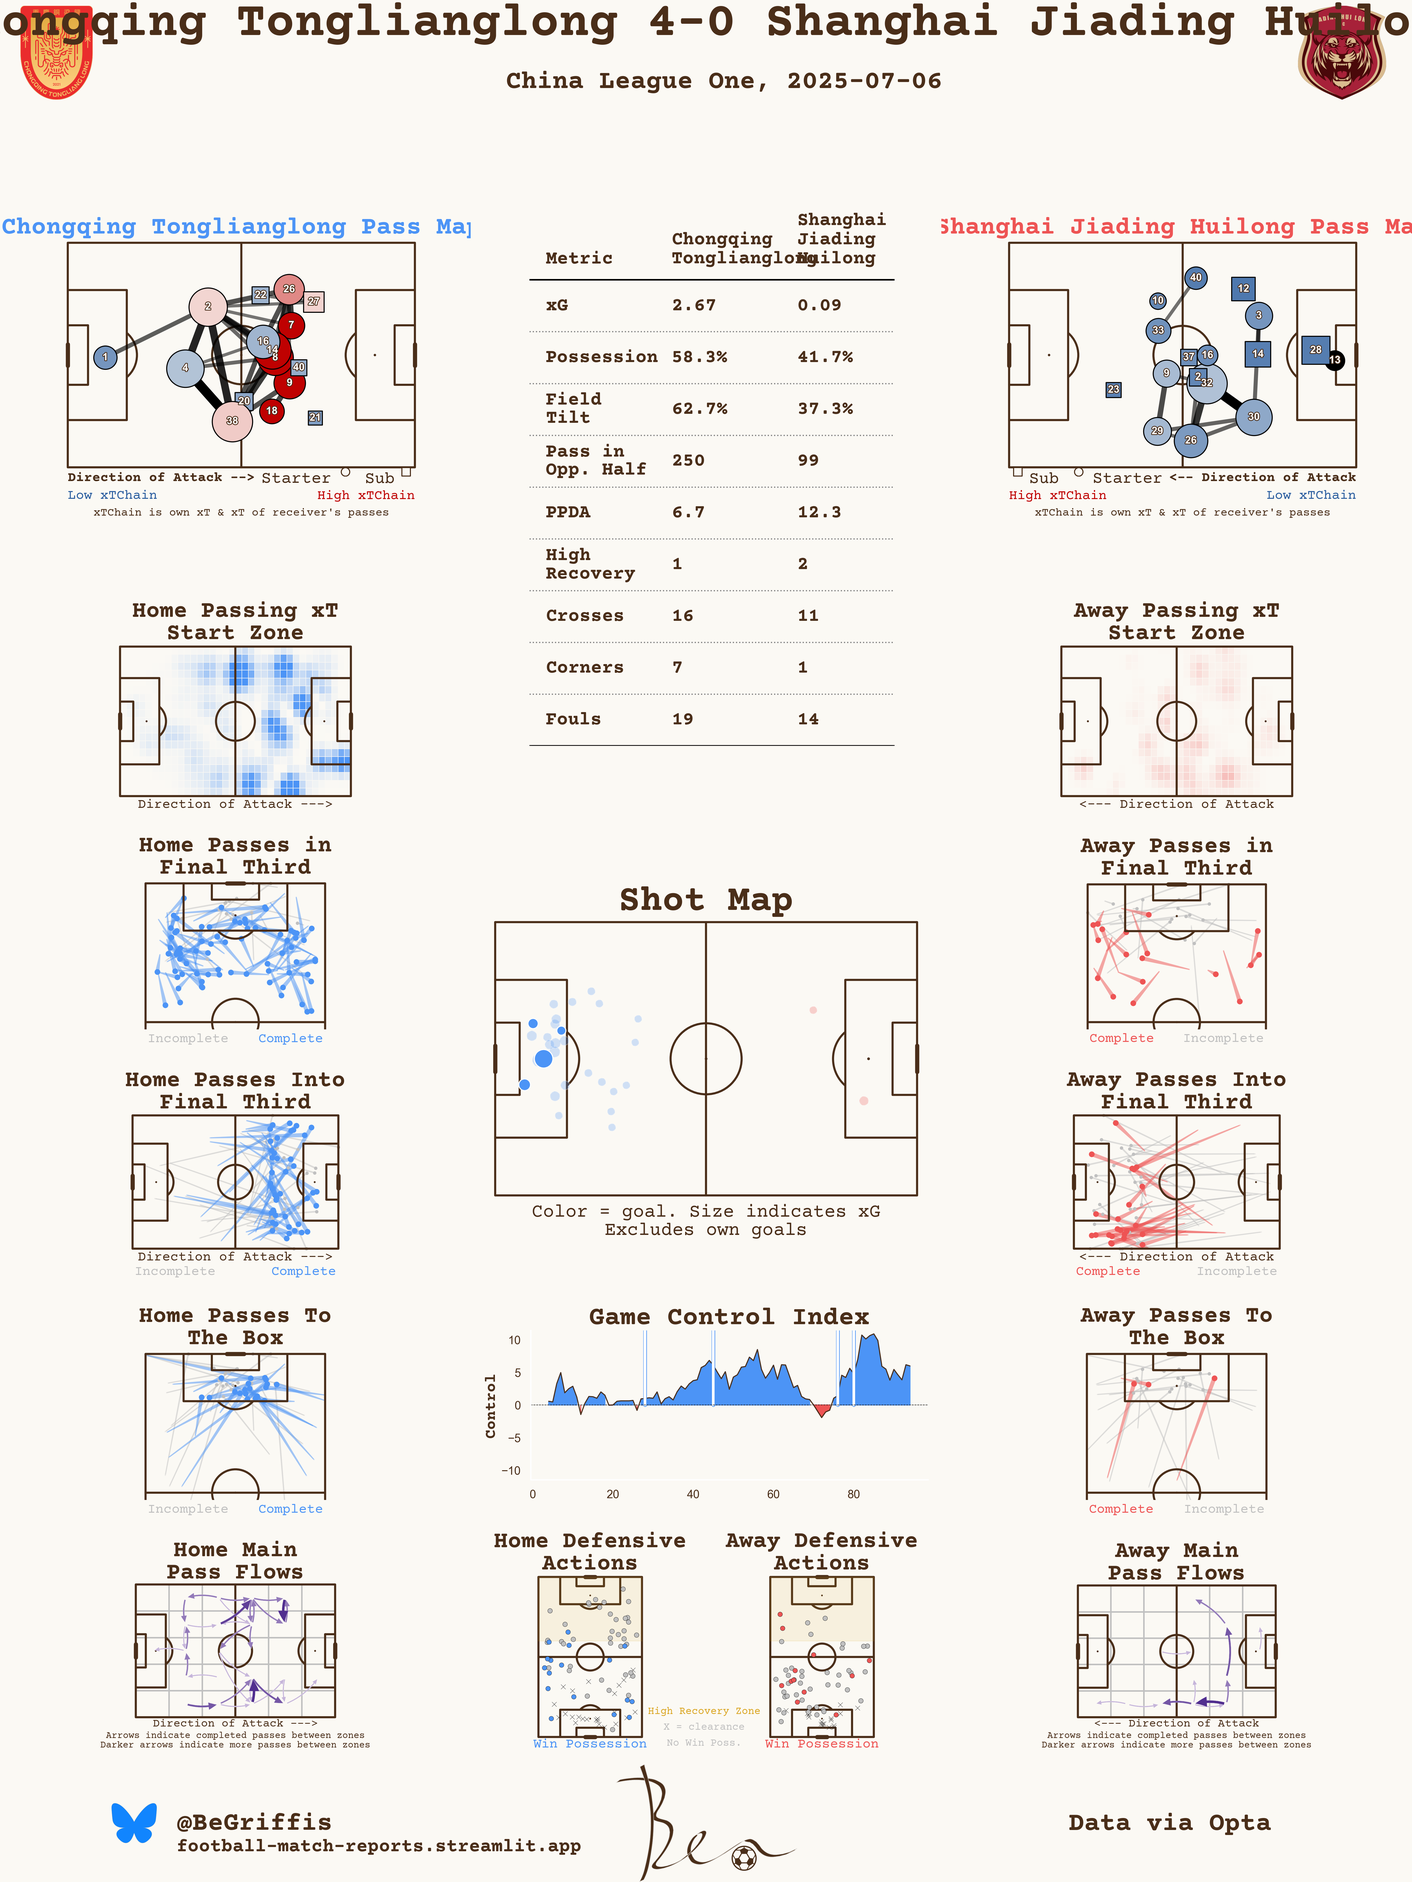 ongqing Tonglianglong 4-0 Shanghai Jiading Huilo
China League One, 2025-07-06
CHONGQING TONGLIANGLONG
Chongqing Tonglianglong Pass Map
1
2
4
38
16
14
8
26
7
9
18
22
27
40
20
21
Direction of Attack --> Starter Sub
Low xTChain High xTChain
xTChain is own xT & xT of receiver's passes
Metric Chongqing Tonglianglong Shanghai Jiading Huilong
xG 2.67 0.09
Possession 58.3% 41.7%
Field Tilt 62.7% 37.3%
Pass in Opp. Half 250 99
PPDA 6.7 12.3
High Recovery 1 2
Crosses 16 11
Corners 7 1
Fouls 19 14
Shanghai Jiading Huilong Pass Ma
40
10
33
12
3
37
16
14
28
13
9
2
32
23
30
29
26
Sub Starter <-- Direction of Attack
High xTChain Low xTChain
xTChain is own xT & xT of receiver's passes
Home Passing xT
Start Zone
Direction of Attack --->
Away Passing xT
Start Zone
<--- Direction of Attack
Home Passes in
Final Third
Incomplete Complete
Away Passes in
Final Third
Complete Incomplete
Shot Map
Color = goal. Size indicates xG
Excludes own goals
Home Passes Into
Final Third
Direction of Attack --->
Incomplete Complete
Away Passes Into
Final Third
<--- Direction of Attack
Complete Incomplete
Home Passes To
The Box
Incomplete Complete
Game Control Index
Control
10
5
0
−5
−10
0 20 40 60 80
Away Passes To
The Box
Complete Incomplete
Home Main
Pass Flows
Direction of Attack --->
Arrows indicate completed passes between zones
Darker arrows indicate more passes between zones
Home Defensive
Actions
Win Possession
Away Defensive
Actions
Win Possession
High Recovery Zone
X = clearance
No Win Poss.
Away Main
Pass Flows
<--- Direction of Attack
Arrows indicate completed passes between zones
Darker arrows indicate more passes between zones
@BeGriffis
football-match-reports.streamlit.app
Ben
Data via Opta